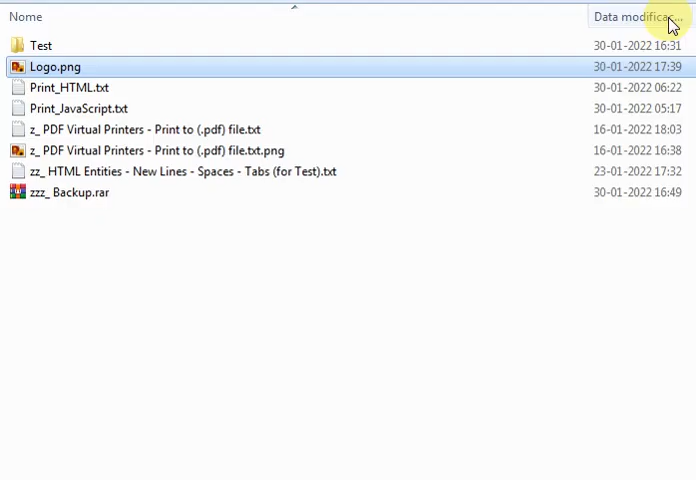 Nome Data modificaç...
Test 30-01-2022 16:31
Logo.png 30-01-2022 17:39
Print_HTML.txt 30-01-2022 06:22
Print_JavaScript.txt 30-01-2022 05:17
z_ PDF Virtual Printers - Print to (.pdf) file.txt 16-01-2022 18:03
z_ PDF Virtual Printers - Print to (.pdf) file.txt.png 16-01-2022 16:38
zz_ HTML Entities - New Lines - Spaces - Tabs (for Test).txt 23-01-2022 17:32
zzz_ Backup.rar 30-01-2022 16:49